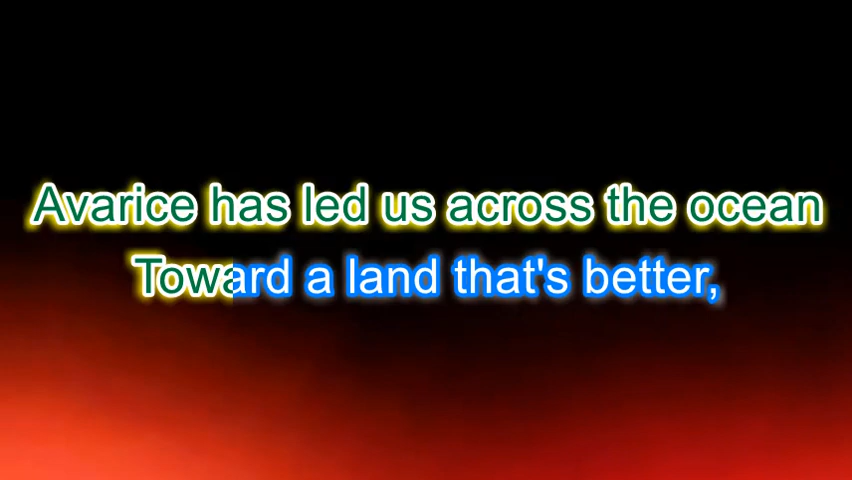 Avarice has led us across the ocean
Toward a land that's better,